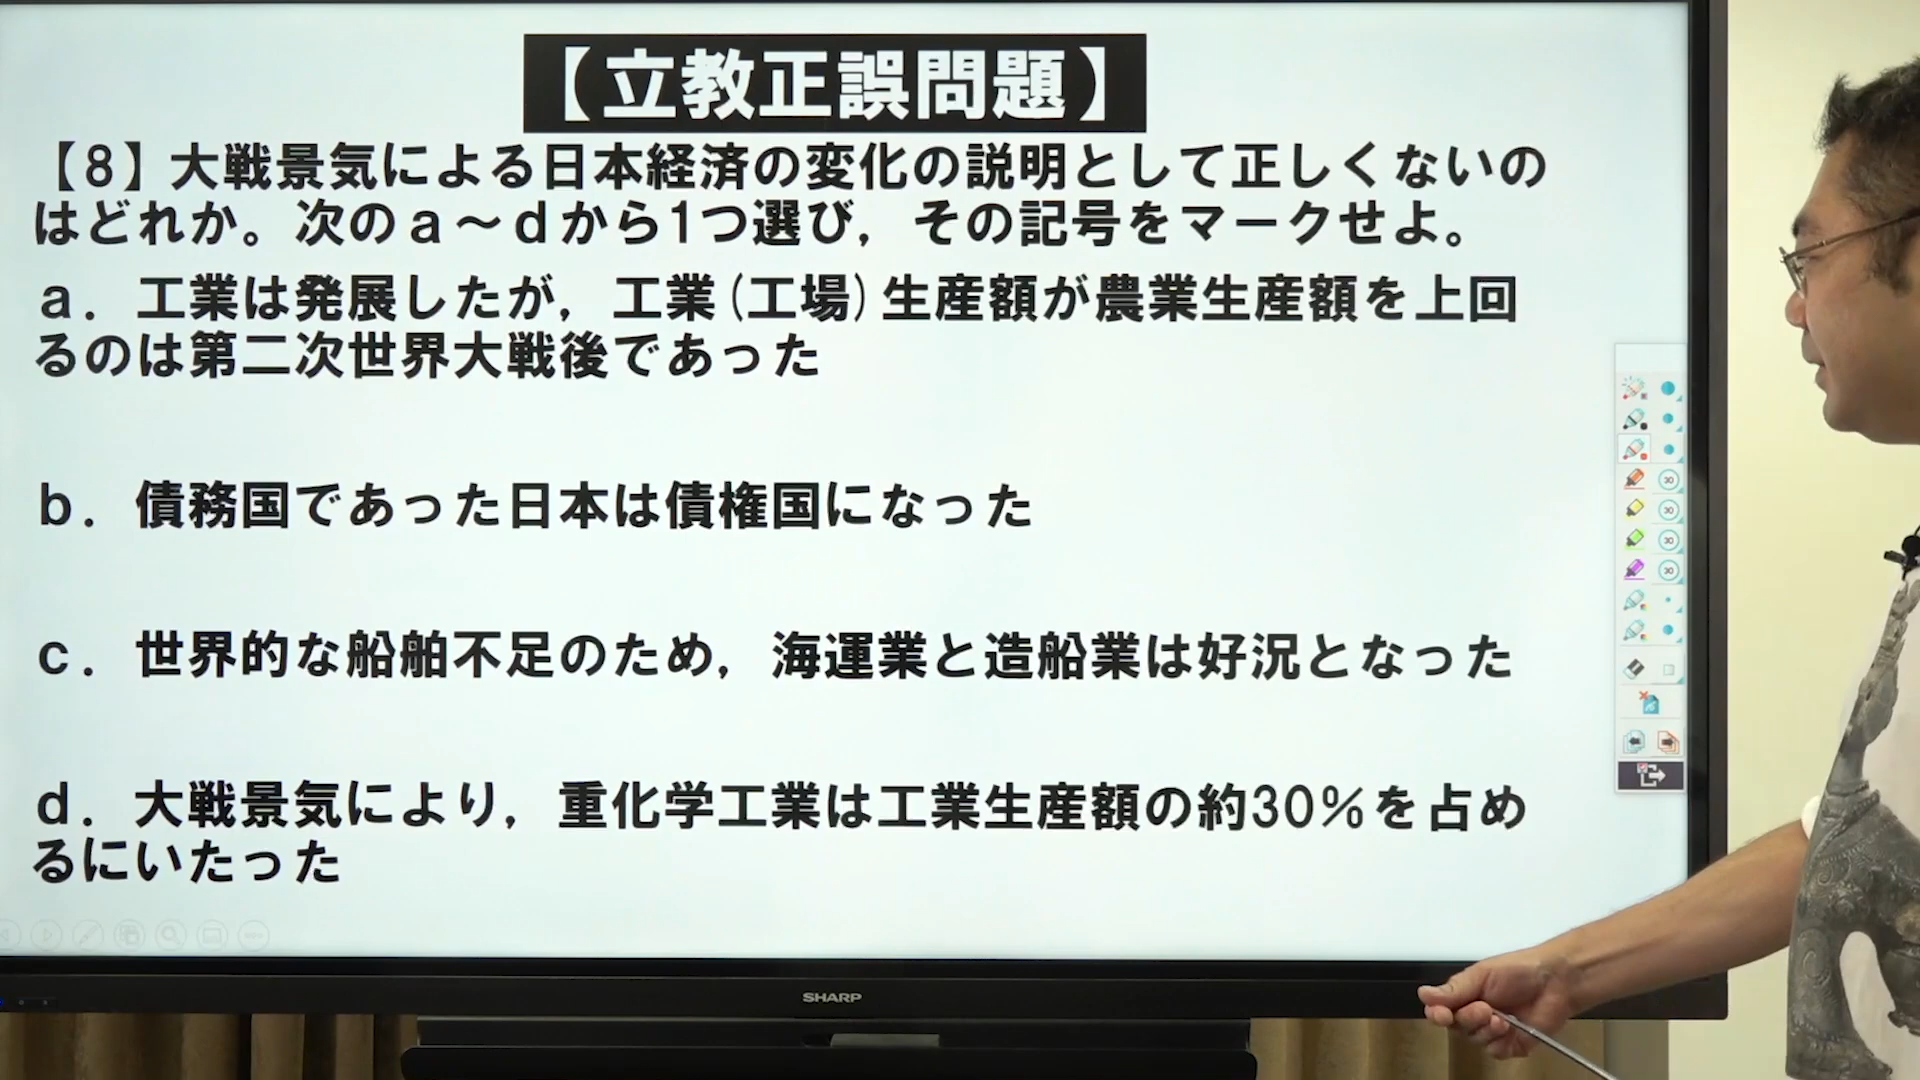 【立教正誤問題】
【8】大戦景気による日本経済の変化の説明として正しくないの
はどれか。次のａ～ｄから1つ選び，その記号をマークせよ。
ａ．工業は発展したが，工業(工場)生産額が農業生産額を上回
るのは第二次世界大戦後であった
ｂ．債務国であった日本は債権国になった
ｃ．世界的な船舶不足のため，海運業と造船業は好況となった
ｄ．大戦景気により，重化学工業は工業生産額の約30％を占め
るにいたった
30
30
30
30
SHARP